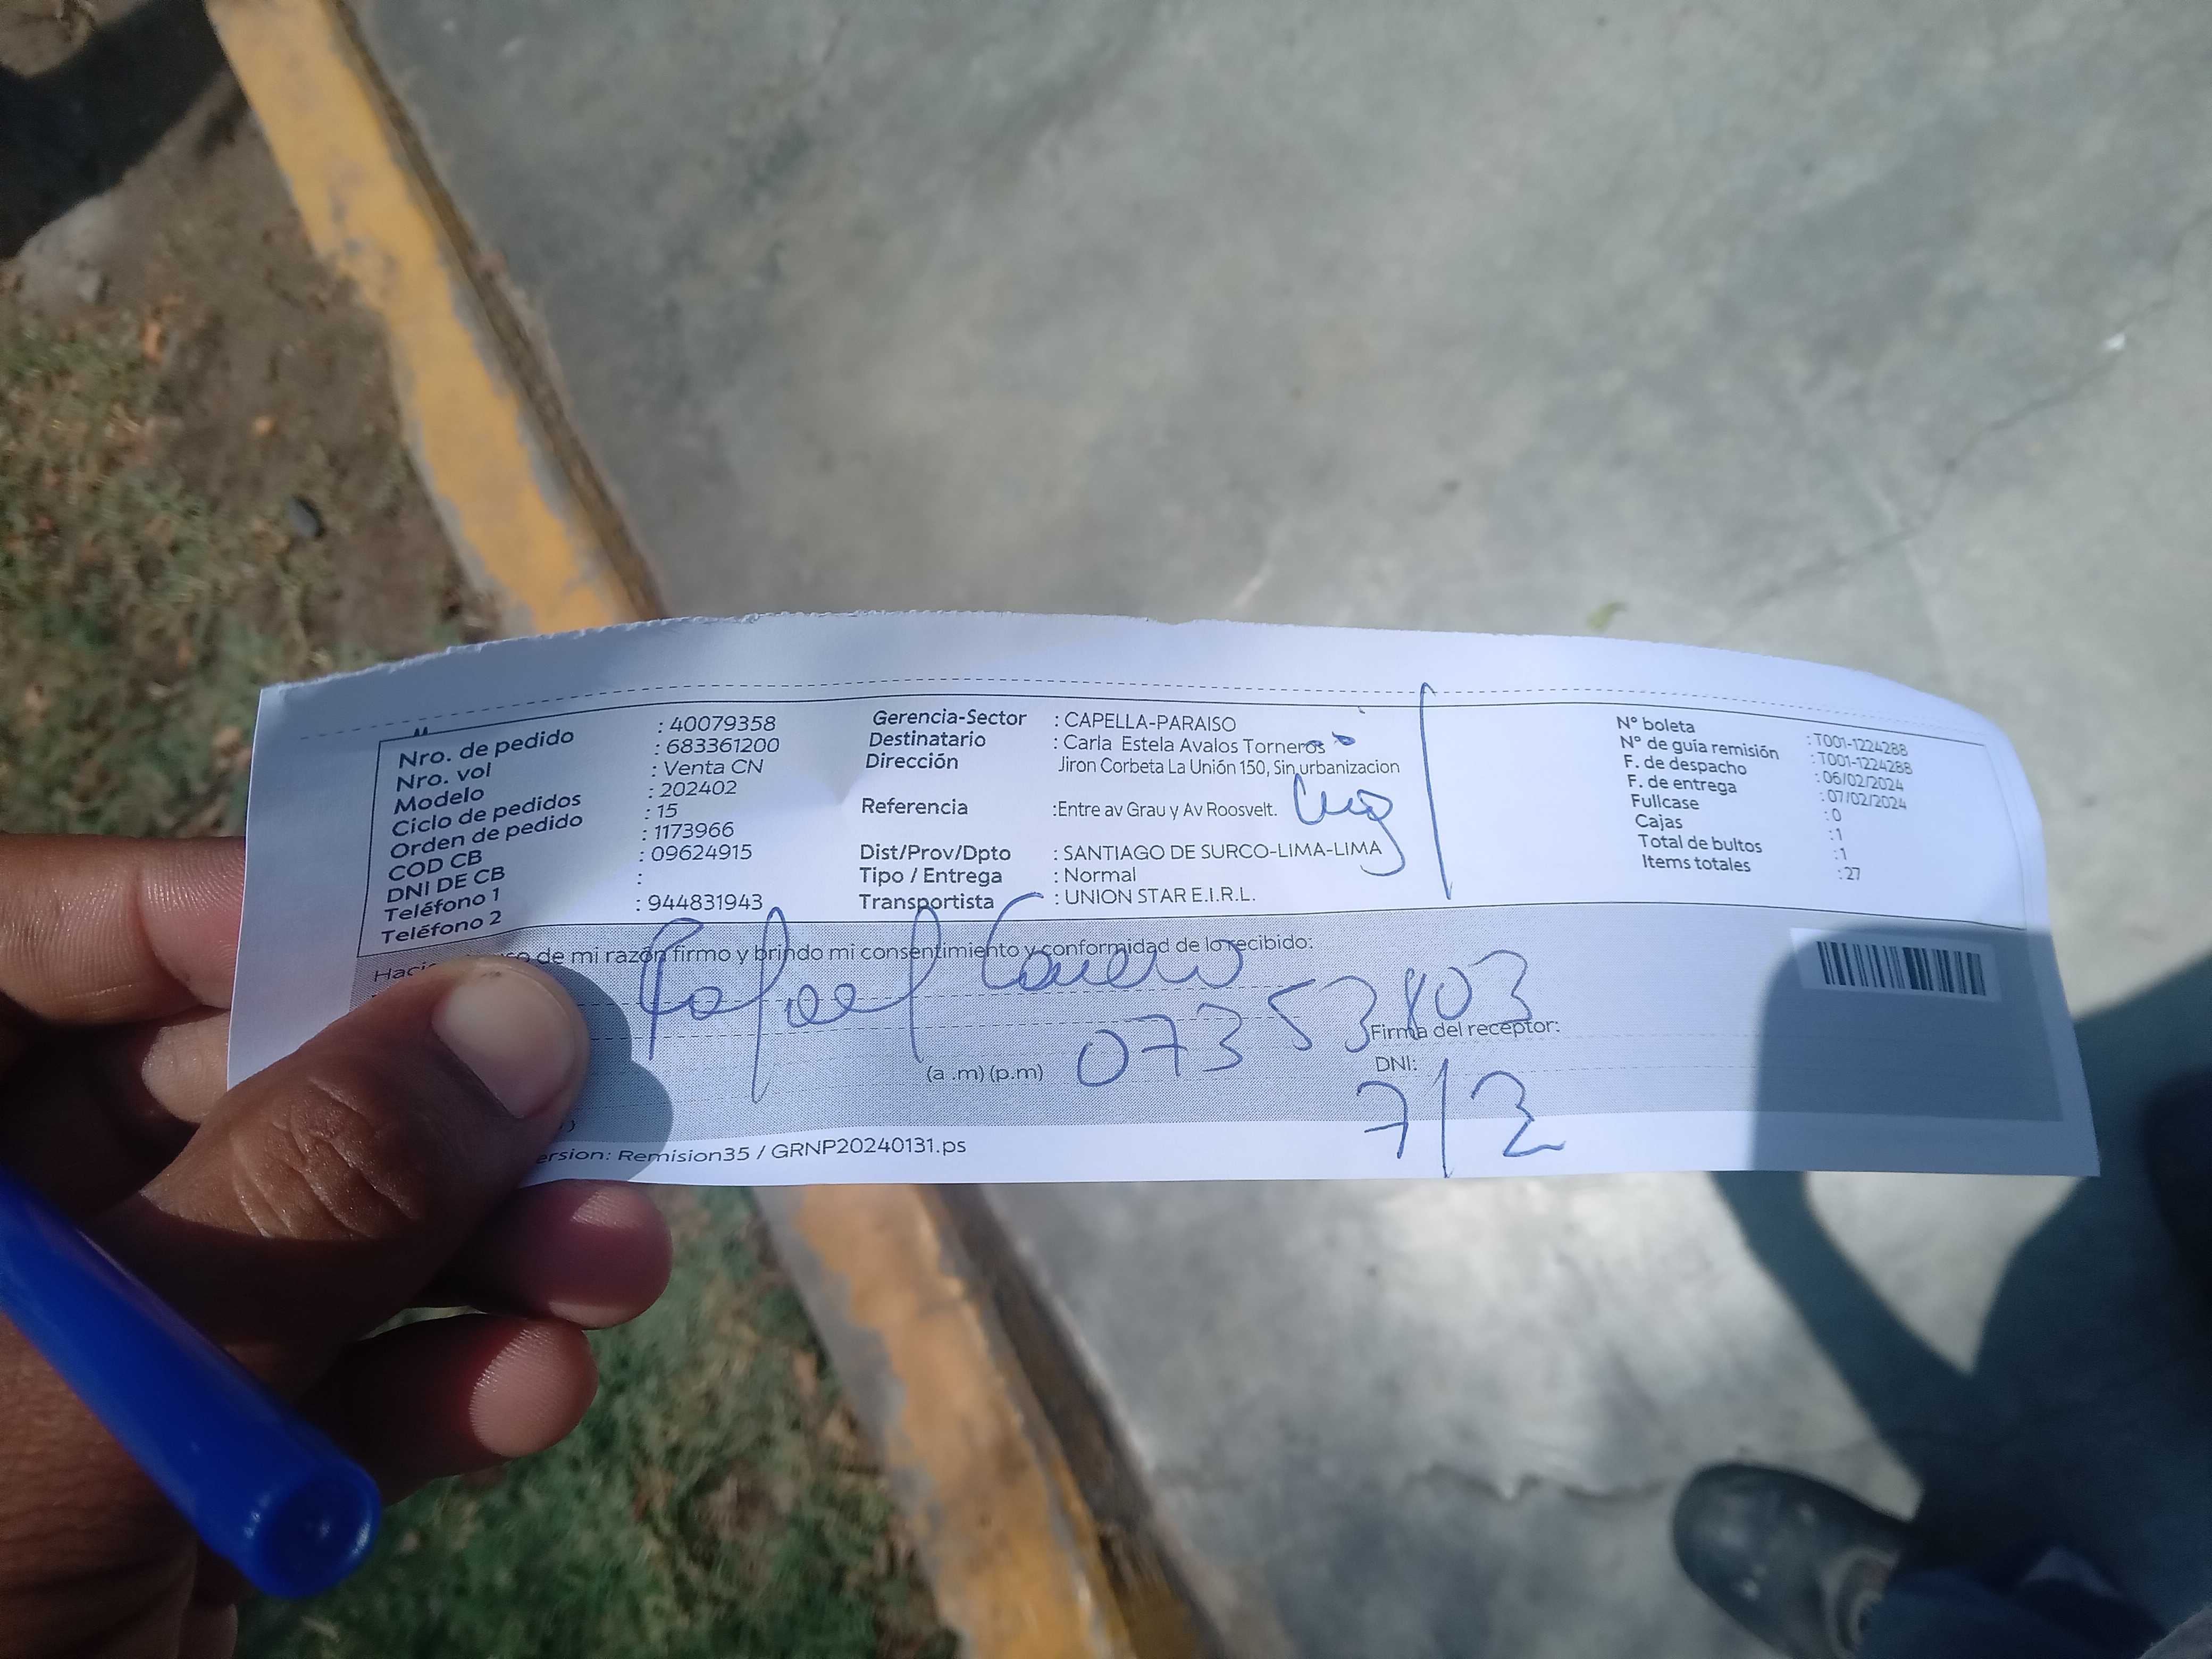 Nro. de pedido : 40079358
Nro. vol : 683361200
Modelo : Venta CN
Ciclo de pedidos : 202402
Orden de pedido : 15
COD CB : 1173966
DNI DE CB : 09624915
Teléfono 1 :
Teléfono 2 : 944831943
Gerencia-Sector : CAPELLA-PARAISO
Destinatario : Carla Estela Avalos Torneros
Dirección Jiron Corbeta La Unión 150, Sin urbanizacion
Referencia :Entre av Grau y Av Roosvelt.
Dist/Prov/Dpto : SANTIAGO DE SURCO-LIMA-LIMA
Tipo / Entrega : Normal
Transportista : UNION STAR E.I.R.L.
N° boleta : T001-1224288
N° de guía remisión : T001-1224288
F. de despacho : 06/02/2024
F. de entrega : 07/02/2024
Fullcase : 0
Cajas : 1
Total de bultos : 1
Items totales : 27
de mi razón firmo y brindo mi consentimiento y conformidad de lo recibido:
Rafael
Firma del receptor:
(a .m) (p.m)
DNI:
7/2
ersion: Remision35 / GRNP20240131.ps